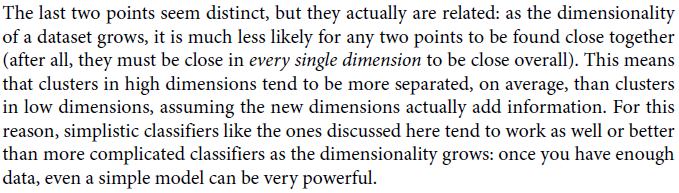 The last two points seem distinct, but they actually are related: as the dimensionality
of a dataset grows, it is much less likely for any two points to be found close together
(after all, they must be close in every single dimension to be close overall). This means
that clusters in high dimensions tend to be more separated, on average, than clusters
in low dimensions, assuming the new dimensions actually add information. For this
reason, simplistic classifiers like the ones discussed here tend to work as well or better
than more complicated classifiers as the dimensionality grows: once you have enough
data, even a simple model can be very powerful.